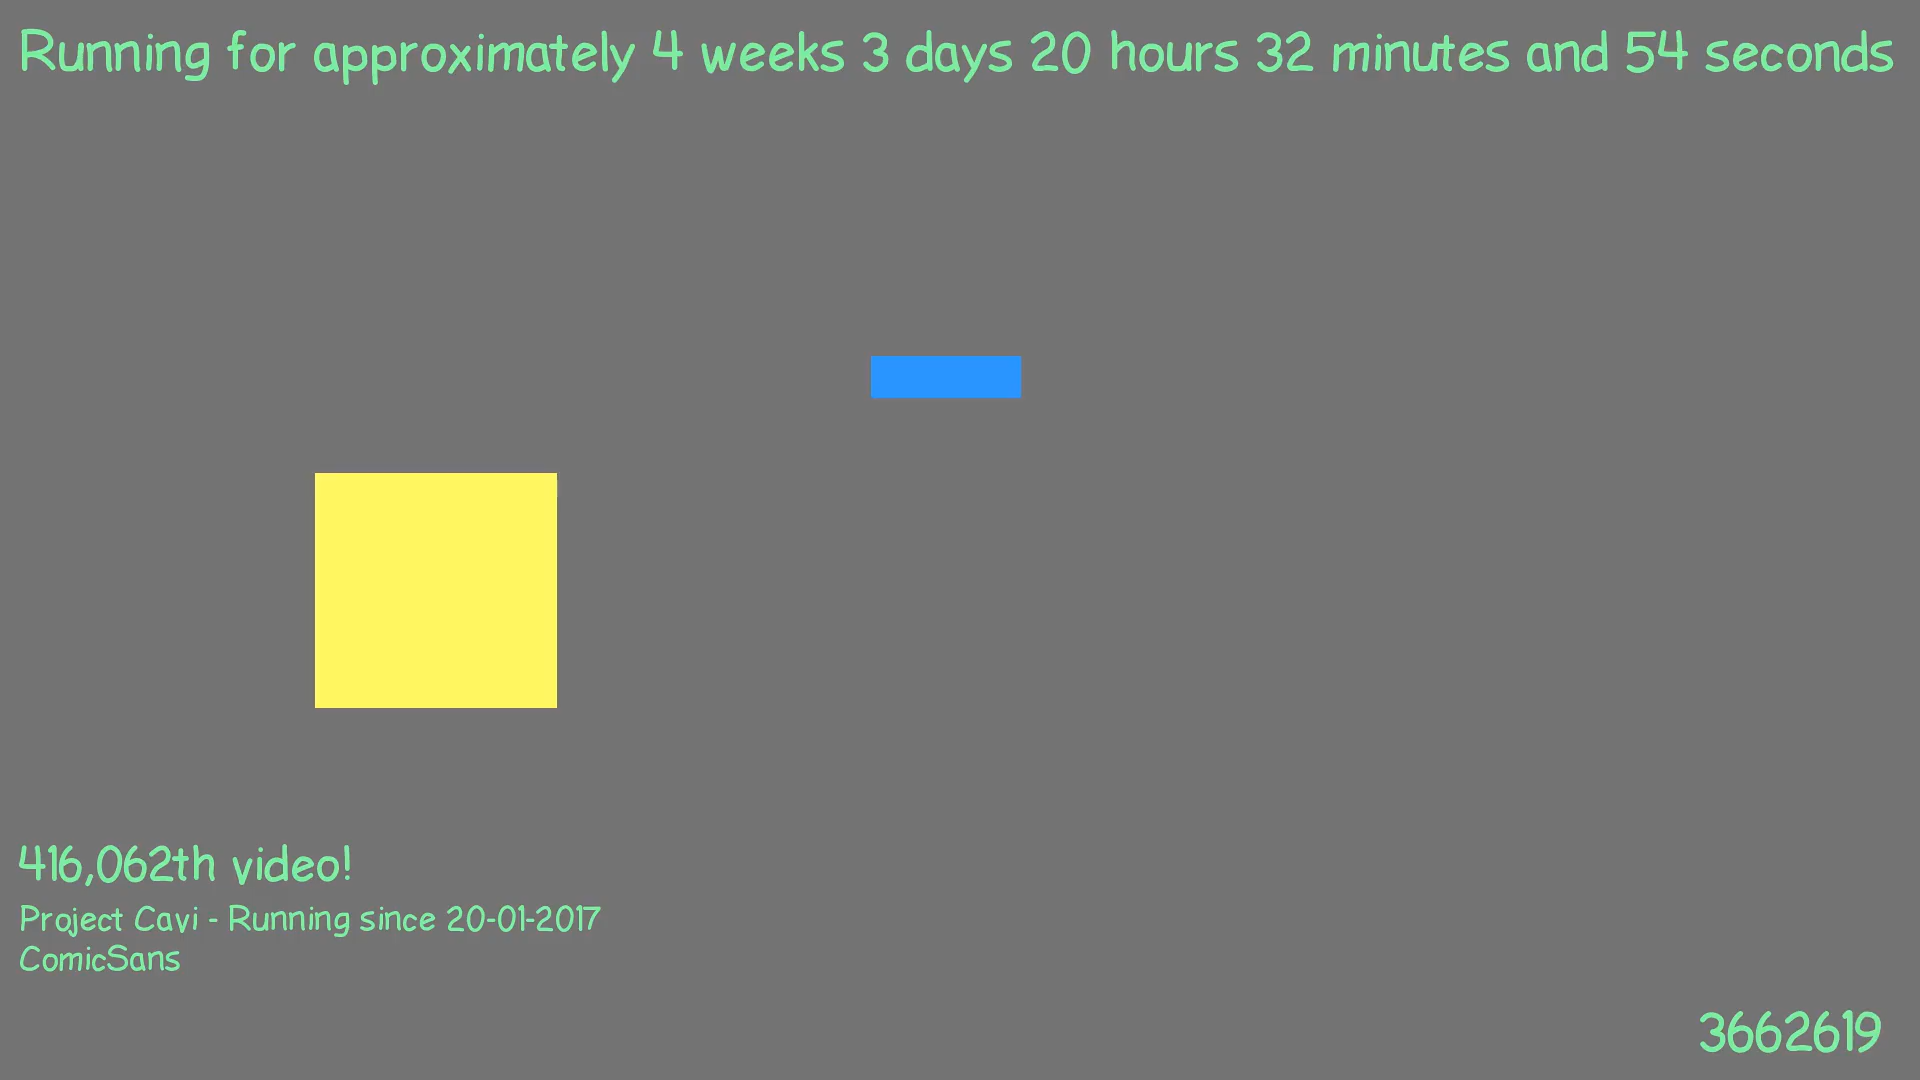 Running for approximately 4 weeks 3 days 20 hours 32 minutes and 54 seconds
416,062th video!
Project Cavi - Running since 20-01-2017
ComicSans
3662619